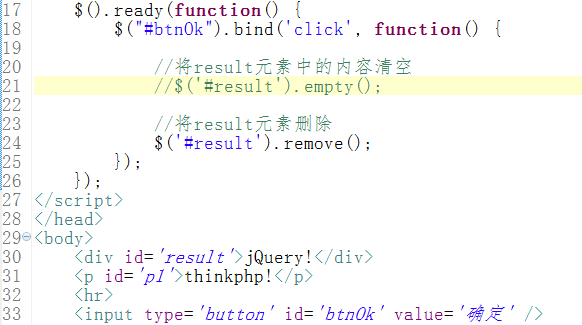 17 $().ready(function() {
18 $("#btnOk").bind('click', function() {
19
20 //将result元素中的内容清空
21 //$('#result').empty();
22
23 //将result元素删除
24 $('#result').remove();
25 });
26 });
27 </script>
28 </head>
29 <body>
30 <div id='result'>jQuery!</div>
31 <p id='p1'>thinkphp!</p>
32 <hr>
33 <input type='button' id='btnOk' value='确定' />